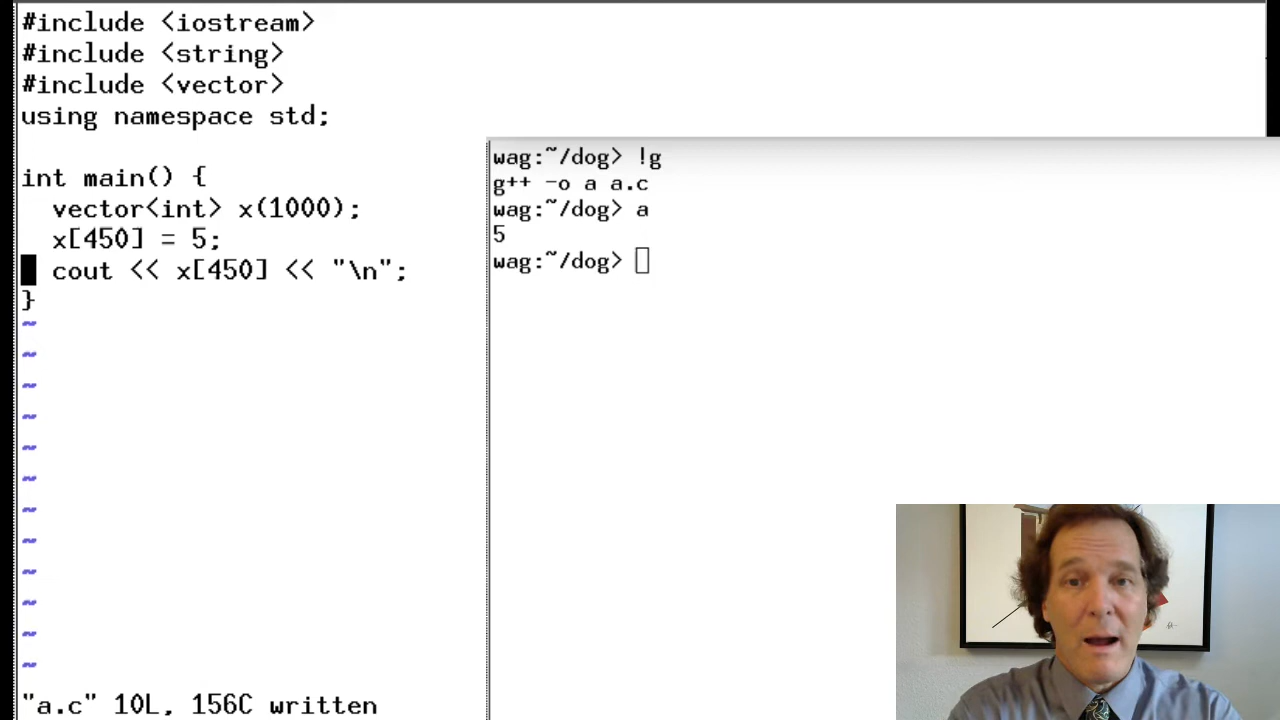 #include <iostream>
#include <string>
#include <vector>
using namespace std;
int main() {
  vector<int> x(1000);
  x[450] = 5;
  cout << x[450] << "\n";
}
~
~
~
~
~
~
~
~
~
~
~
~
"a.c" 10L, 156C written
wag:~/dog> !g
g++ -o a a.c
wag:~/dog> a
5
wag:~/dog>